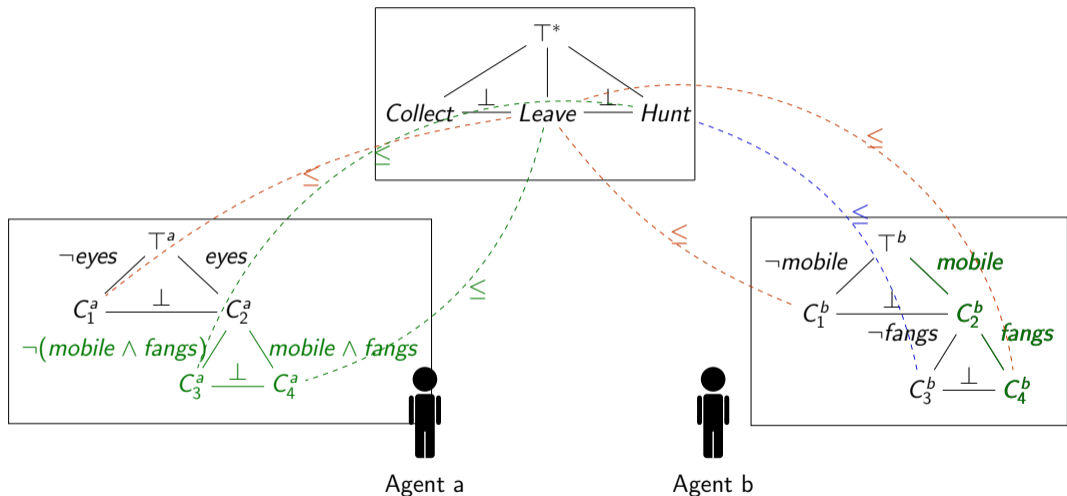 ⊤*
⊥ ⊥
Collect Leave Hunt
≤ ≤ ≤
≤ ≤
≤ ≤
⊤ᵃ
¬eyes eyes
⊥
C₁ᵃ C₂ᵃ
¬(mobile ∧ fangs) mobile ∧ fangs
⊥
C₃ᵃ C₄ᵃ
⊤ᵇ
¬mobile mobile
⊥
C₁ᵇ C₂ᵇ
¬fangs fangs
⊥
C₃ᵇ C₄ᵇ
Agent a Agent b